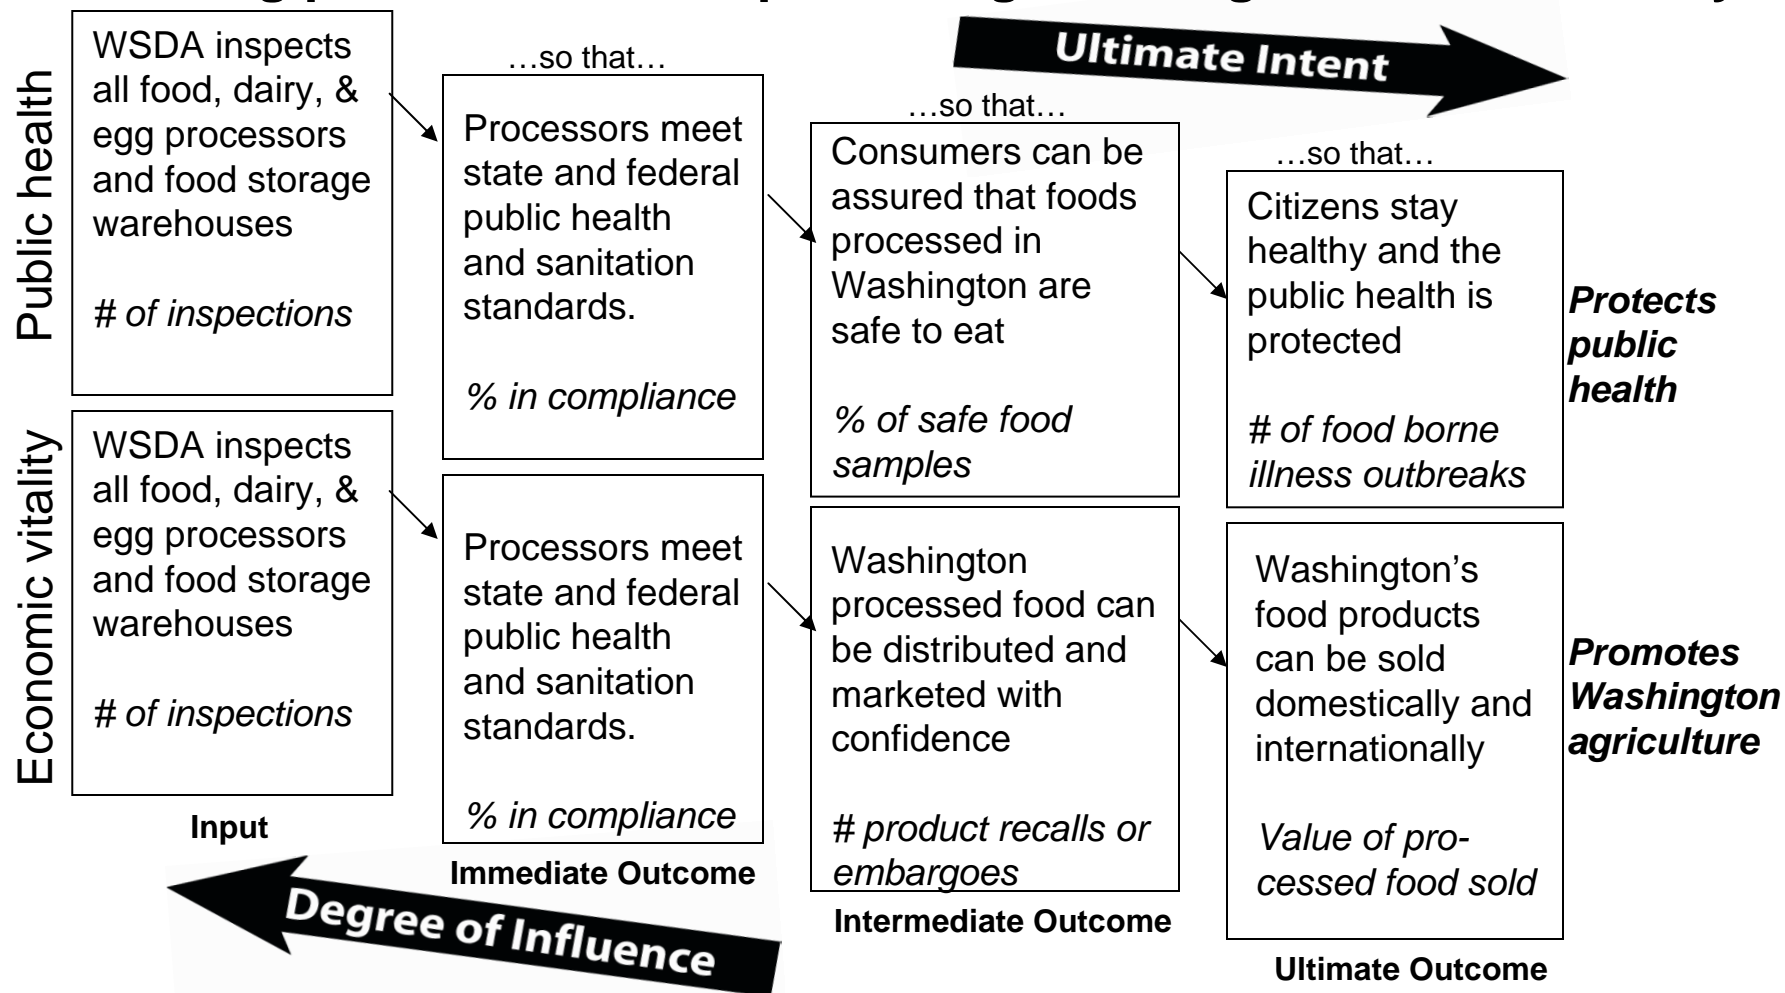 Public health
WSDA inspects
all food, dairy, &
egg processors
and food storage
warehouses
# of inspections
…so that…
Processors meet
state and federal
public health
and sanitation
standards.
% in compliance
…so that…
Consumers can be
assured that foods
processed in
Washington are
safe to eat
% of safe food
samples
Ultimate Intent
…so that…
Citizens stay
healthy and the
public health is
protected
# of food borne
illness outbreaks
Protects
public
health
Economic vitality
WSDA inspects
all food, dairy, &
egg processors
and food storage
warehouses
# of inspections
Input
Processors meet
state and federal
public health
and sanitation
standards.
% in compliance
Immediate Outcome
Washington
processed food can
be distributed and
marketed with
confidence
# product recalls or
embargoes
Intermediate Outcome
Washington’s
food products
can be sold
domestically and
internationally
Value of pro-
cessed food sold
Ultimate Outcome
Promotes
Washington
agriculture
Degree of Influence